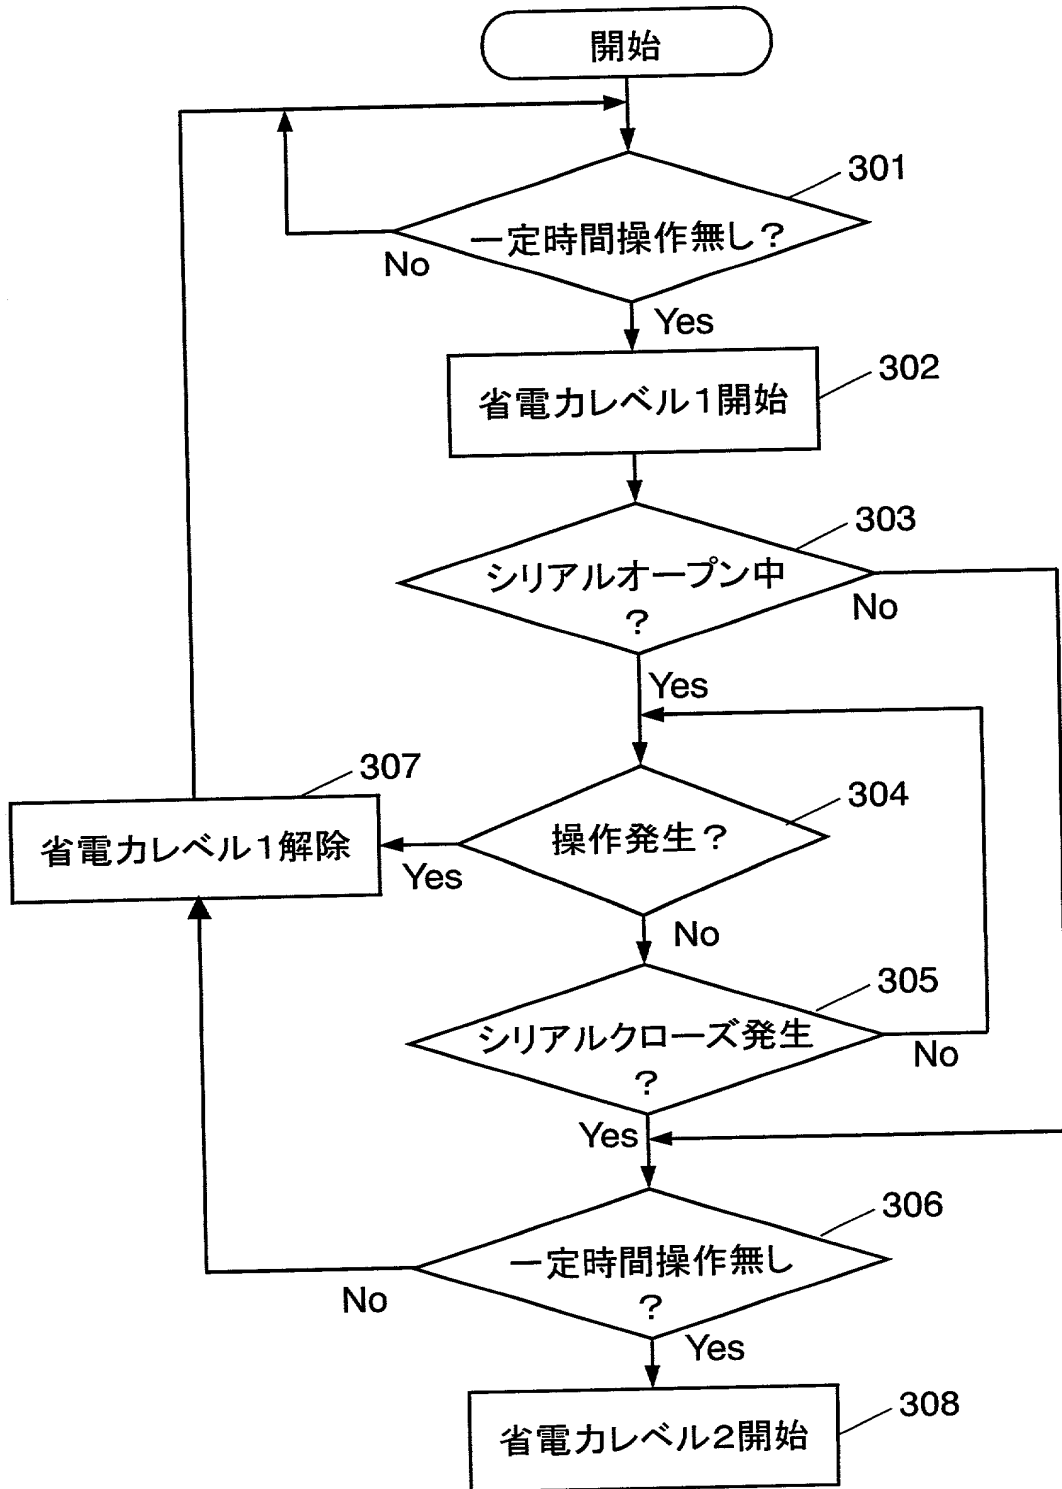 開始
301
一定時間操作無し？
No
Yes
302
省電力レベル１開始
303
シリアルオープン中
？
No
Yes
307
304
省電力レベル１解除
操作発生？
Yes
No
305
シリアルクローズ発生
？
No
Yes
306
一定時間操作無し
？
No
Yes
308
省電力レベル２開始